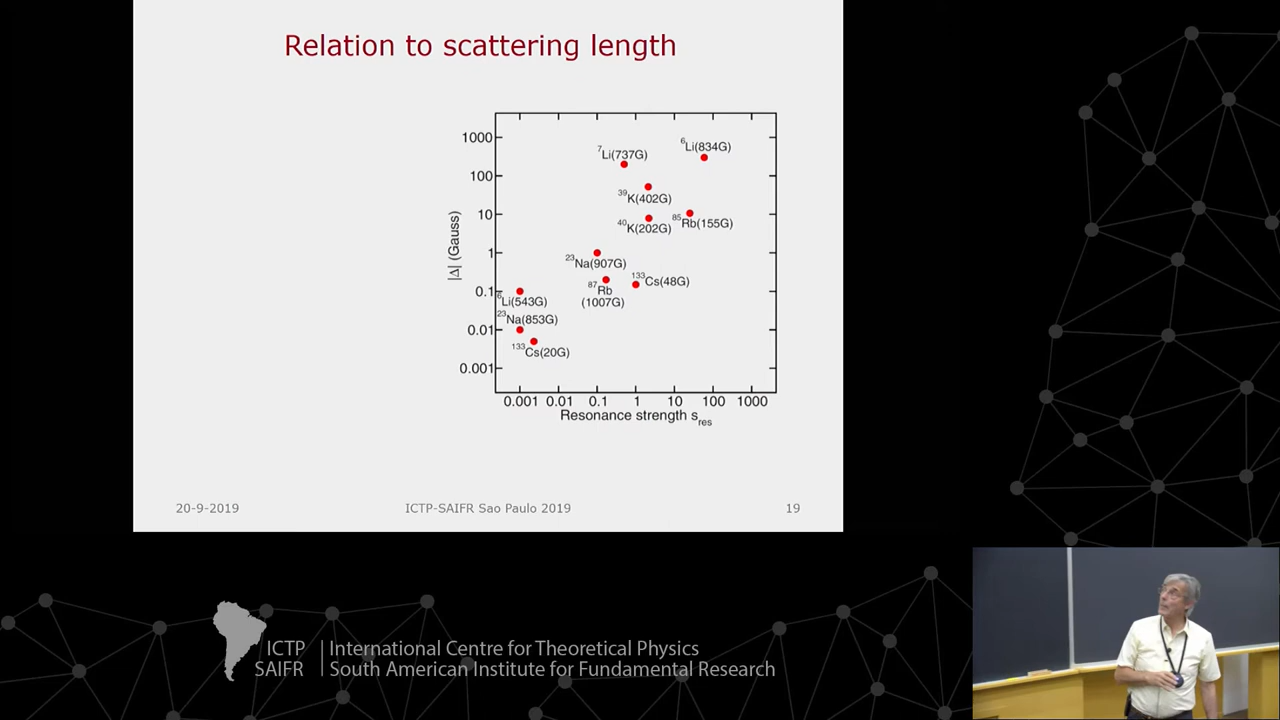 Relation to scattering length
|Δ| (Gauss)
1000
100
10
1
0.1
0.01
0.001
⁷Li(737G)
⁶Li(834G)
³⁹K(402G)
⁴⁰K(202G)
⁸⁵Rb(155G)
²³Na(907G)
⁸⁷Rb
(1007G)
¹³³Cs(48G)
⁶Li(543G)
²³Na(853G)
¹³³Cs(20G)
0.001 0.01 0.1 1 10 100 1000
Resonance strength s_res
20-9-2019 ICTP-SAIFR Sao Paulo 2019 19
ICTP | International Centre for Theoretical Physics
SAIFR | South American Institute for Fundamental Research